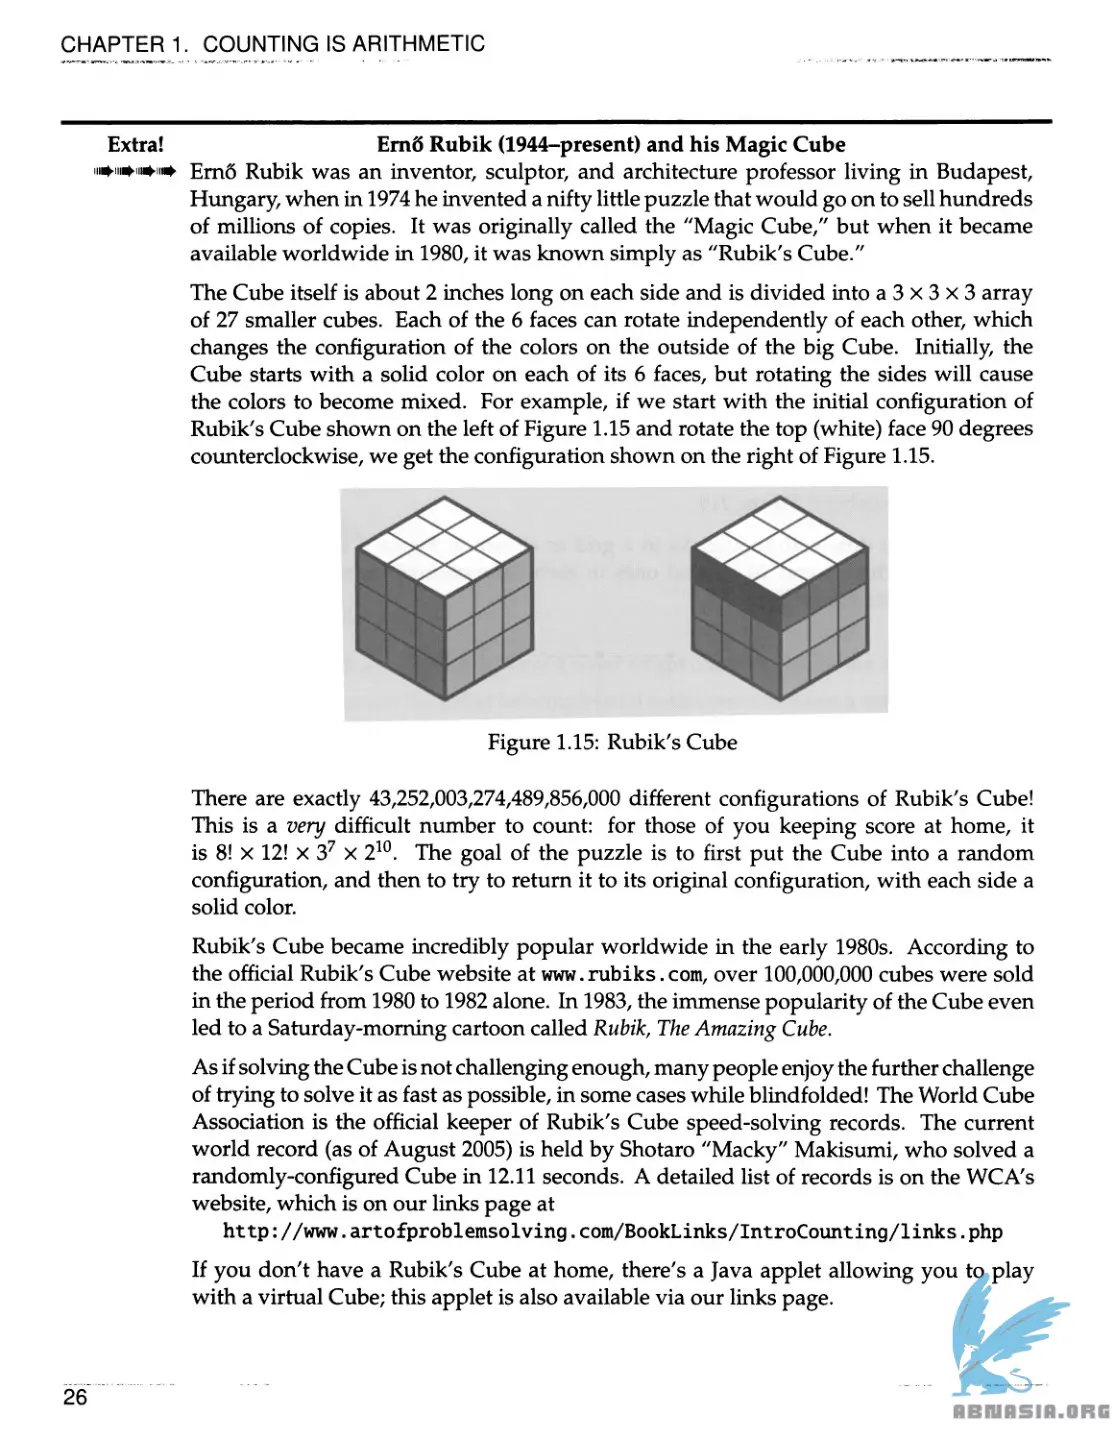 CHAPTER 1. COUNTING IS ARITHMETIC
Extra!
Ernő Rubik (1944–present) and his Magic Cube
Ernő Rubik was an inventor, sculptor, and architecture professor living in Budapest,
Hungary, when in 1974 he invented a nifty little puzzle that would go on to sell hundreds
of millions of copies. It was originally called the "Magic Cube," but when it became
available worldwide in 1980, it was known simply as "Rubik's Cube."
The Cube itself is about 2 inches long on each side and is divided into a 3 × 3 × 3 array
of 27 smaller cubes. Each of the 6 faces can rotate independently of each other, which
changes the configuration of the colors on the outside of the big Cube. Initially, the
Cube starts with a solid color on each of its 6 faces, but rotating the sides will cause
the colors to become mixed. For example, if we start with the initial configuration of
Rubik's Cube shown on the left of Figure 1.15 and rotate the top (white) face 90 degrees
counterclockwise, we get the configuration shown on the right of Figure 1.15.
Figure 1.15: Rubik's Cube
There are exactly 43,252,003,274,489,856,000 different configurations of Rubik's Cube!
This is a very difficult number to count: for those of you keeping score at home, it
is 8! × 12! × 3⁷ × 2¹⁰. The goal of the puzzle is to first put the Cube into a random
configuration, and then to try to return it to its original configuration, with each side a
solid color.
Rubik's Cube became incredibly popular worldwide in the early 1980s. According to
the official Rubik's Cube website at www.rubiks.com, over 100,000,000 cubes were sold
in the period from 1980 to 1982 alone. In 1983, the immense popularity of the Cube even
led to a Saturday-morning cartoon called Rubik, The Amazing Cube.
As if solving the Cube is not challenging enough, many people enjoy the further challenge
of trying to solve it as fast as possible, in some cases while blindfolded! The World Cube
Association is the official keeper of Rubik's Cube speed-solving records. The current
world record (as of August 2005) is held by Shotaro "Macky" Makisumi, who solved a
randomly-configured Cube in 12.11 seconds. A detailed list of records is on the WCA's
website, which is on our links page at
http://www.artofproblemsolving.com/BookLinks/IntroCounting/links.php
If you don't have a Rubik's Cube at home, there's a Java applet allowing you to play
with a virtual Cube; this applet is also available via our links page.
26
ABNASIA.ORG